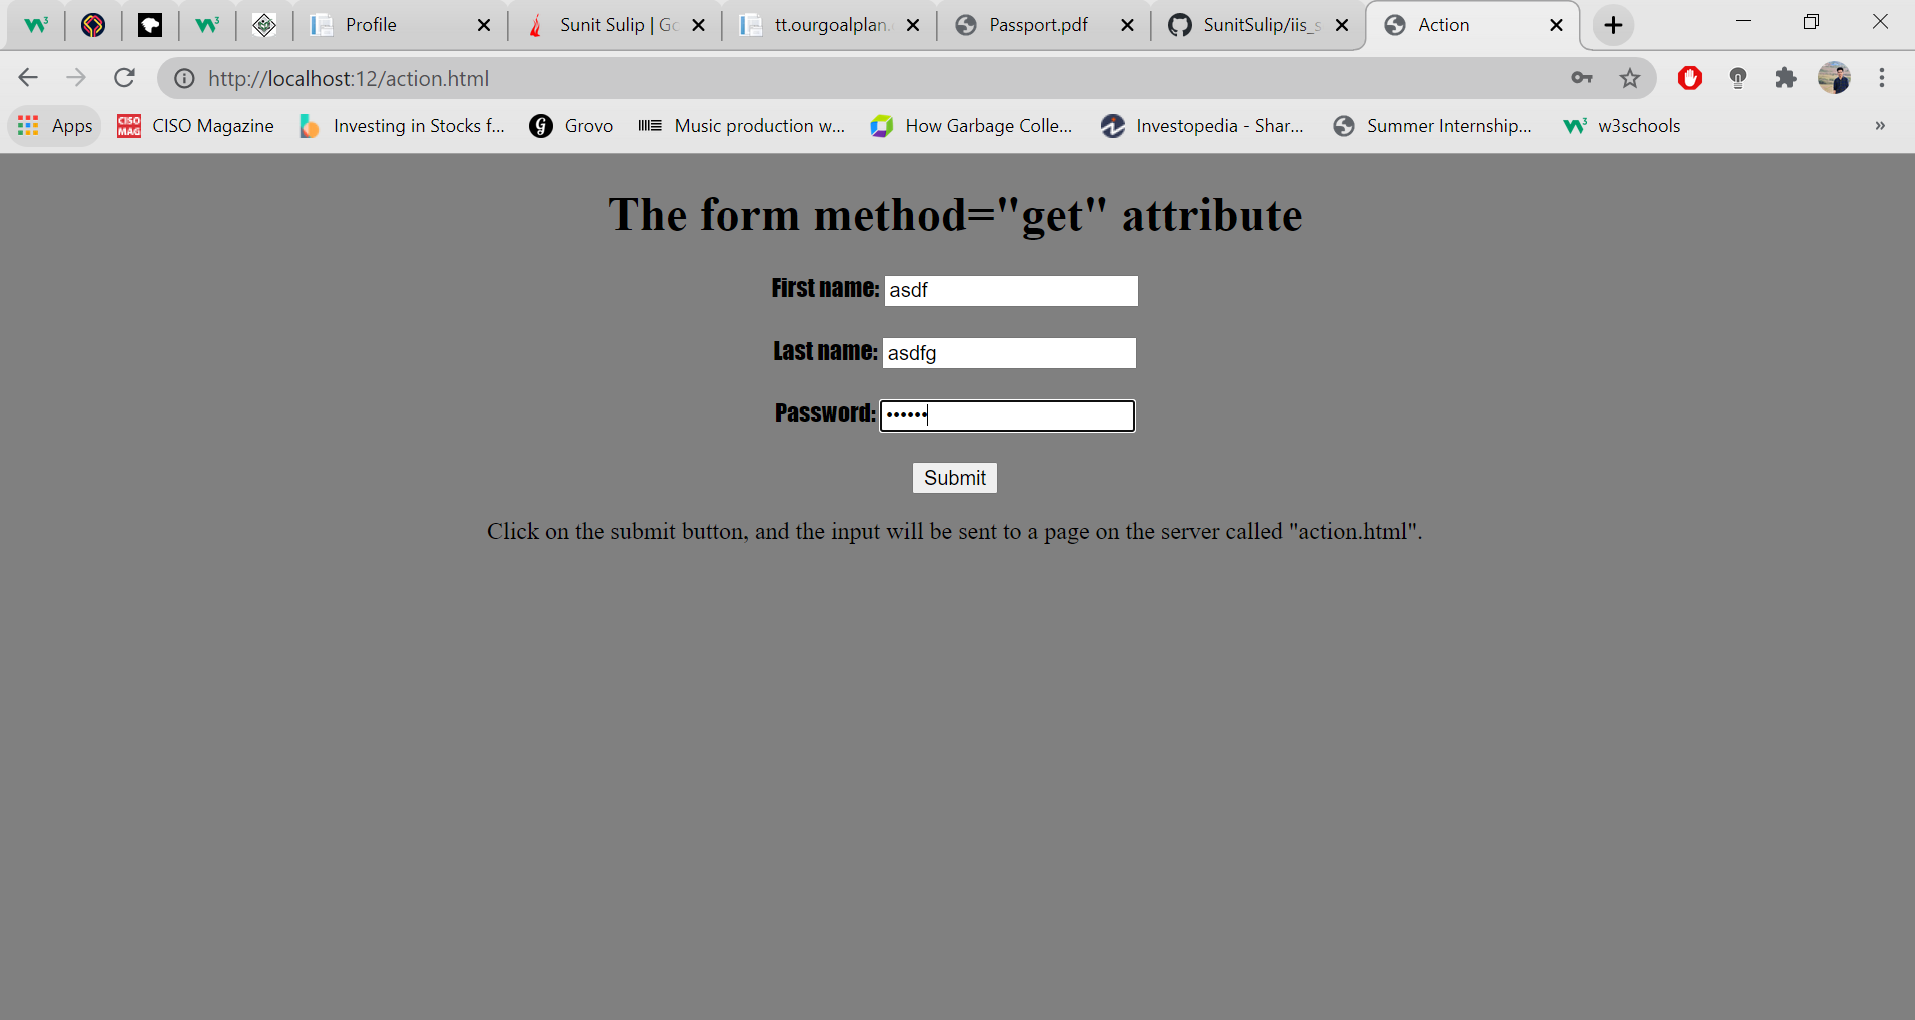 Profile
Sunit Sulip | Go
tt.ourgoalplan.
Passport.pdf
SunitSulip/iis_s
Action
http://localhost:12/action.html
Apps
CISO MAG
CISO Magazine
Investing in Stocks f...
Grovo
Music production w...
How Garbage Colle...
Investopedia - Shar...
Summer Internship...
w3schools
»
The form method="get" attribute
First name: asdf
Last name: asdfg
Password: ••••••
Submit
Click on the submit button, and the input will be sent to a page on the server called "action.html".